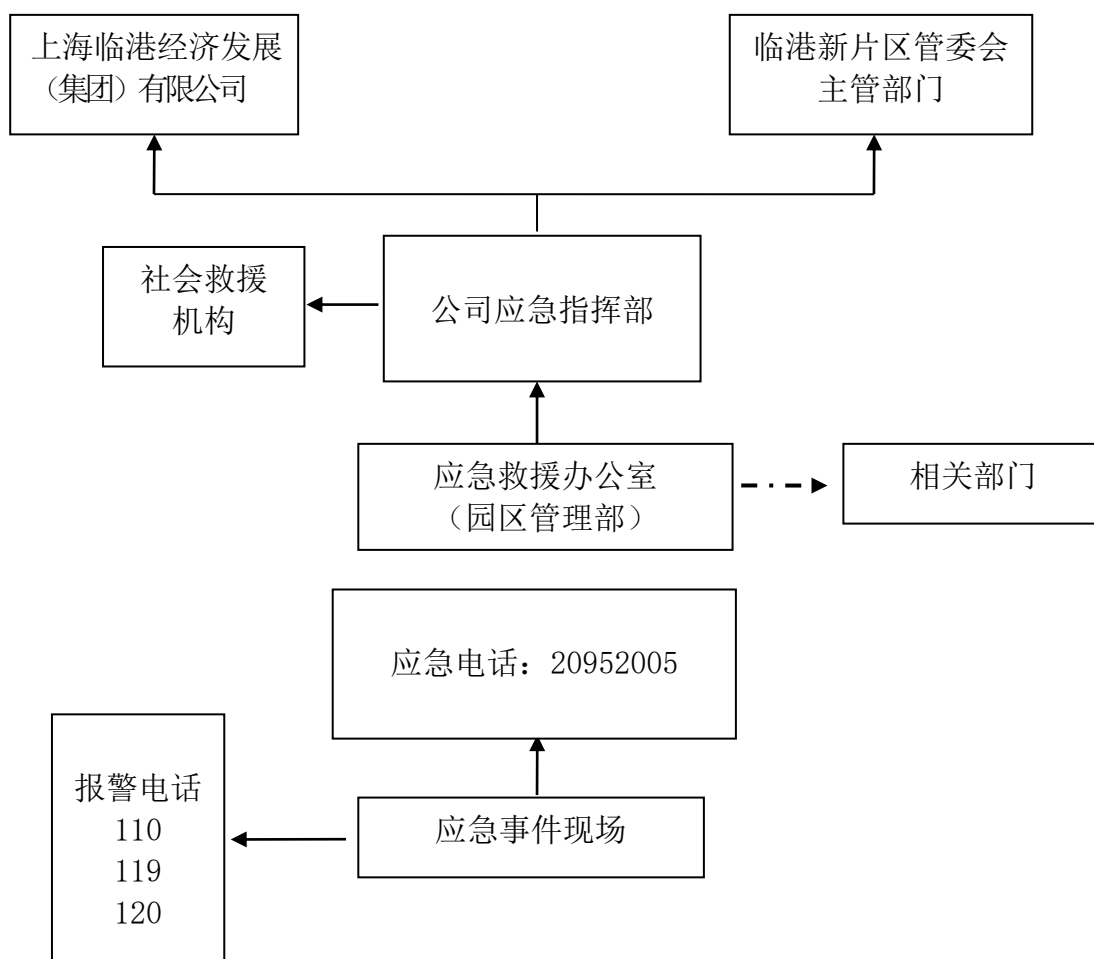 上海临港经济发展
（集团）有限公司
临港新片区管委会
主管部门
社会救援
机构
公司应急指挥部
应急救援办公室
（园区管理部）
相关部门
应急电话：20952005
报警电话
110
119
120
应急事件现场